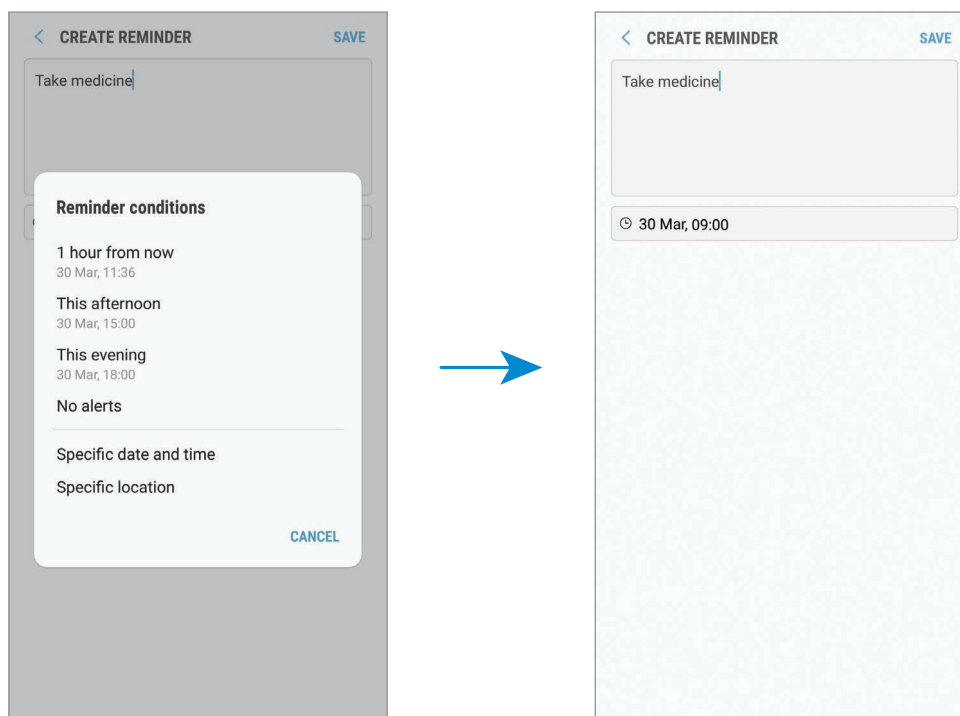 CREATE REMINDER SAVE
Take medicine
Reminder conditions
1 hour from now
30 Mar, 11:36
This afternoon
30 Mar, 15:00
This evening
30 Mar, 18:00
No alerts
Specific date and time
Specific location
CANCEL
CREATE REMINDER SAVE
Take medicine
30 Mar, 09:00